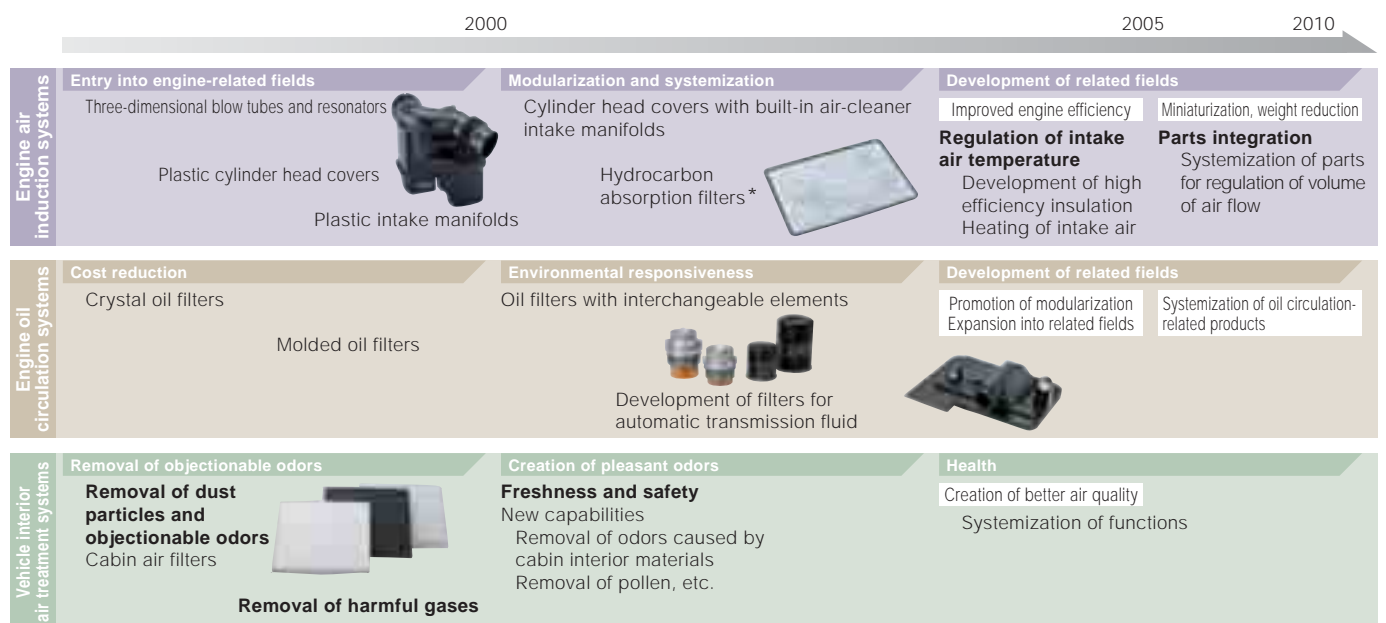 2000
2005
2010
Engine air
induction systems
Entry into engine-related fields
Three-dimensional blow tubes and resonators
Plastic cylinder head covers
Plastic intake manifolds
Modularization and systemization
Cylinder head covers with built-in air-cleaner
intake manifolds
Hydrocarbon
absorption filters*
Development of related fields
Improved engine efficiency
Regulation of intake
air temperature
Development of high
efficiency insulation
Heating of intake air
Miniaturization, weight reduction
Parts integration
Systemization of parts
for regulation of volume
of air flow
Engine oil
circulation systems
Cost reduction
Crystal oil filters
Molded oil filters
Environmental responsiveness
Oil filters with interchangeable elements
Development of filters for
automatic transmission fluid
Development of related fields
Promotion of modularization
Expansion into related fields
Systemization of oil circulation-
related products
Vehicle interior
air treatment systems
Removal of objectionable odors
Removal of dust
particles and
objectionable odors
Cabin air filters
Removal of harmful gases
Creation of pleasant odors
Freshness and safety
New capabilities
Removal of odors caused by
cabin interior materials
Removal of pollen, etc.
Health
Creation of better air quality
Systemization of functions